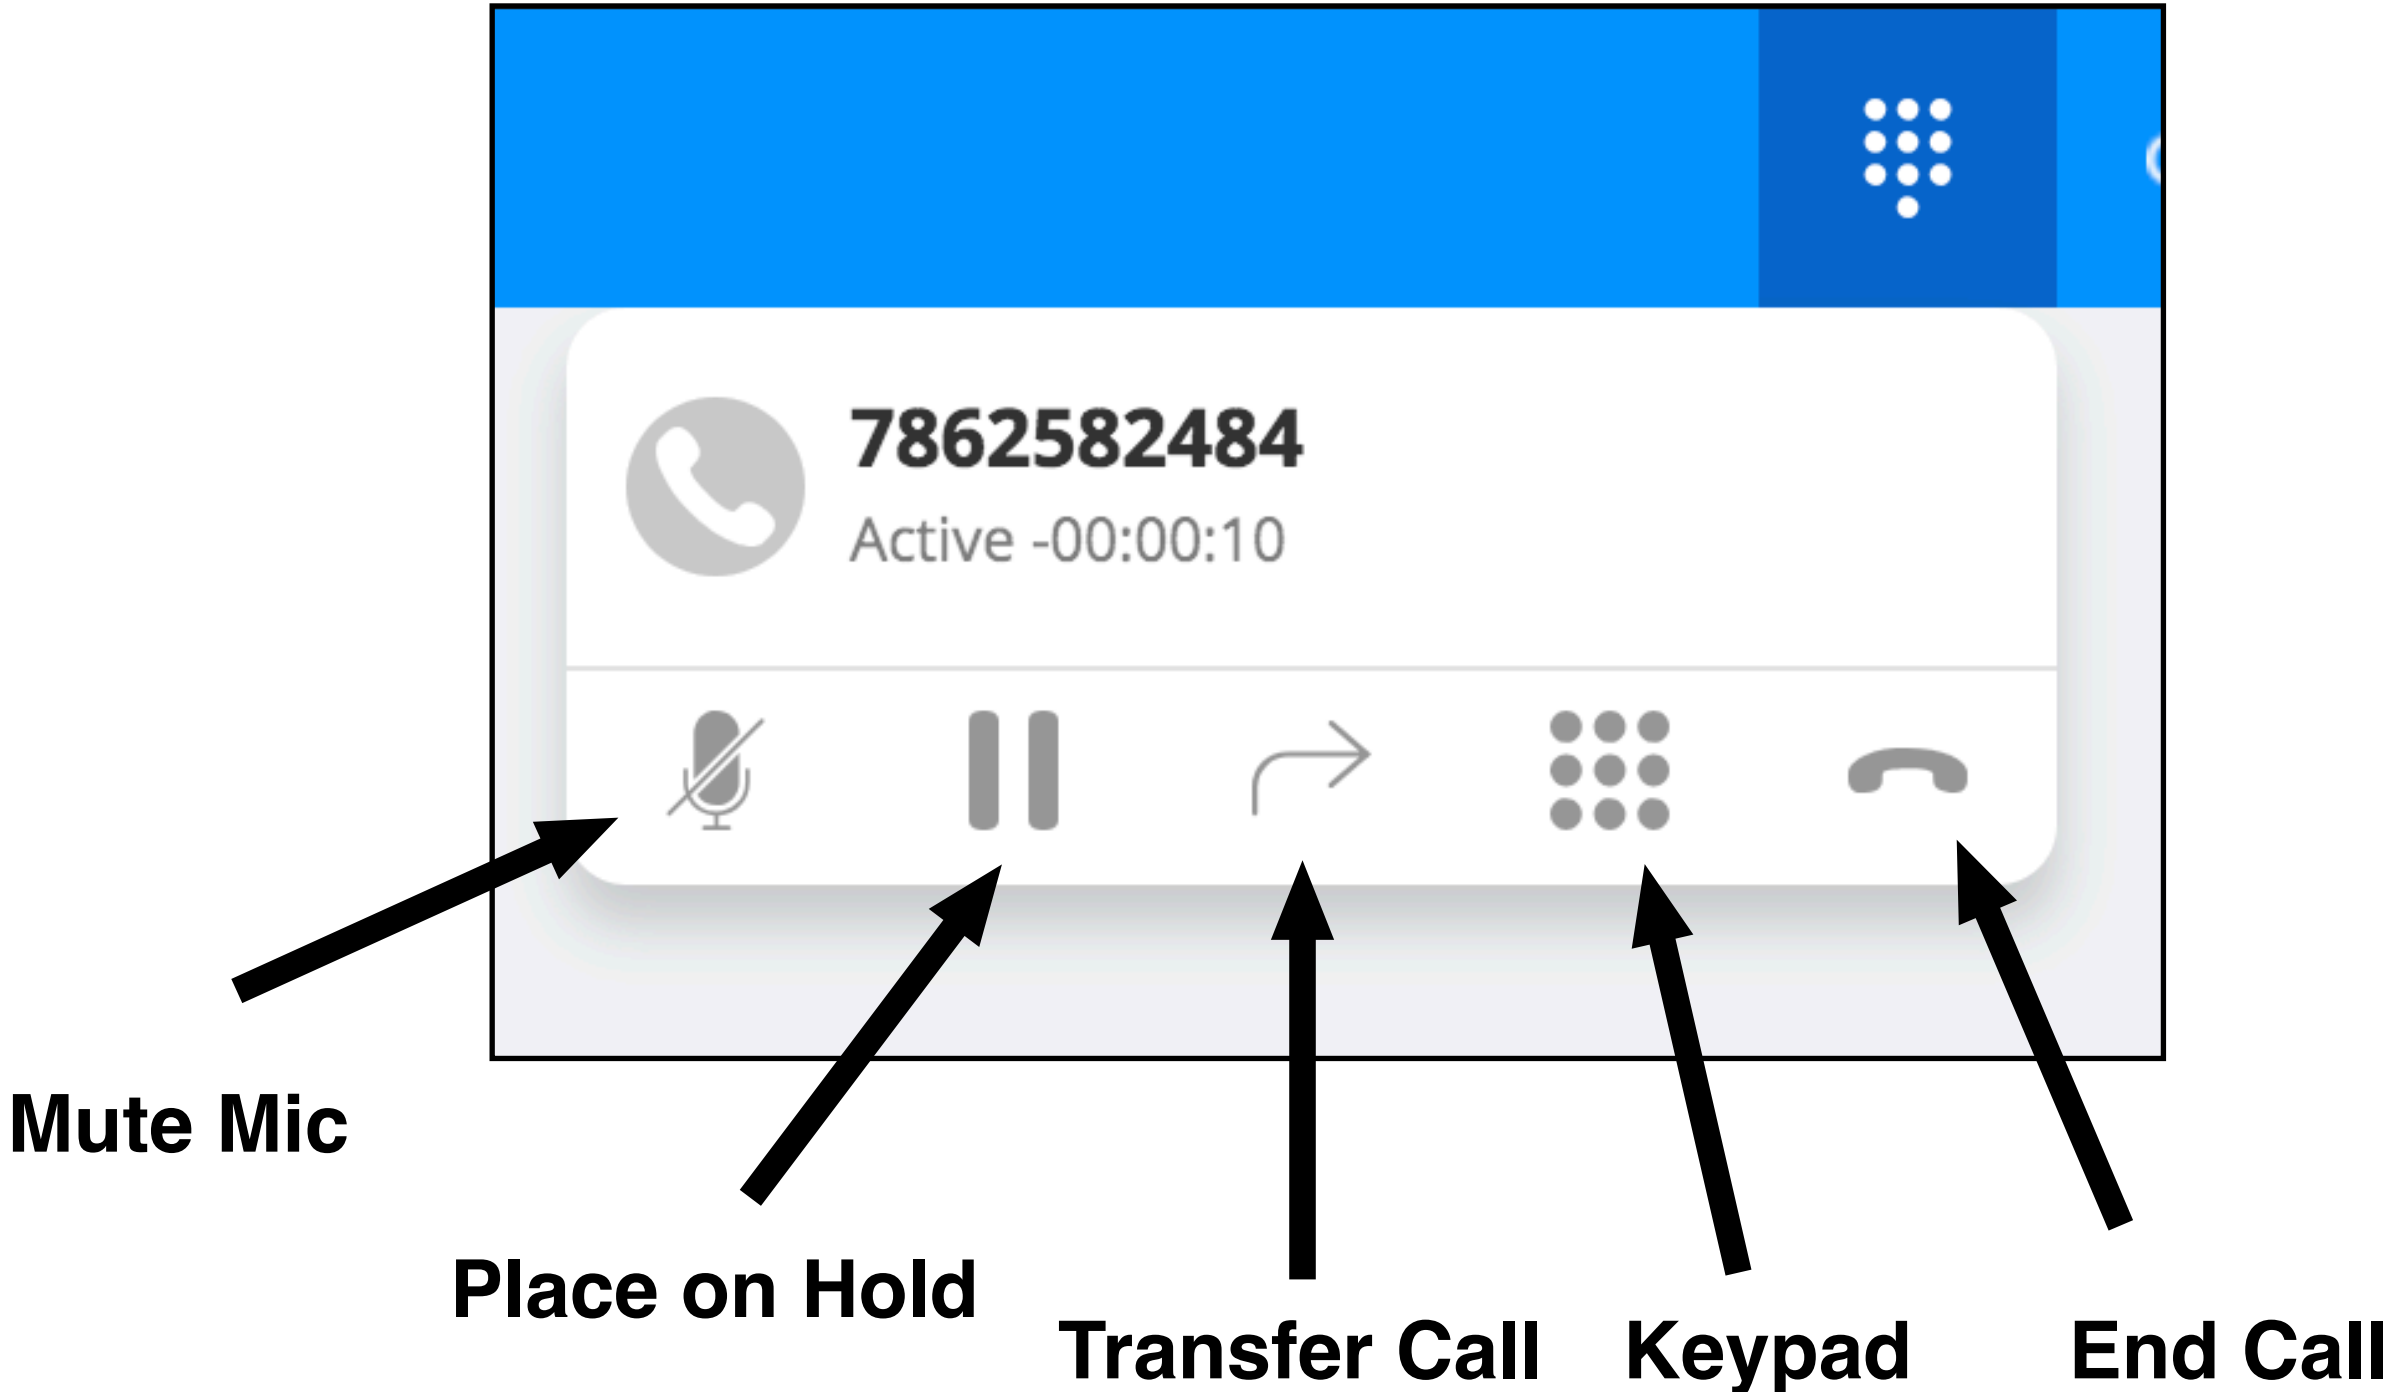 7862582484
Active -00:00:10
Mute Mic
Place on Hold
Transfer Call
Keypad
End Call